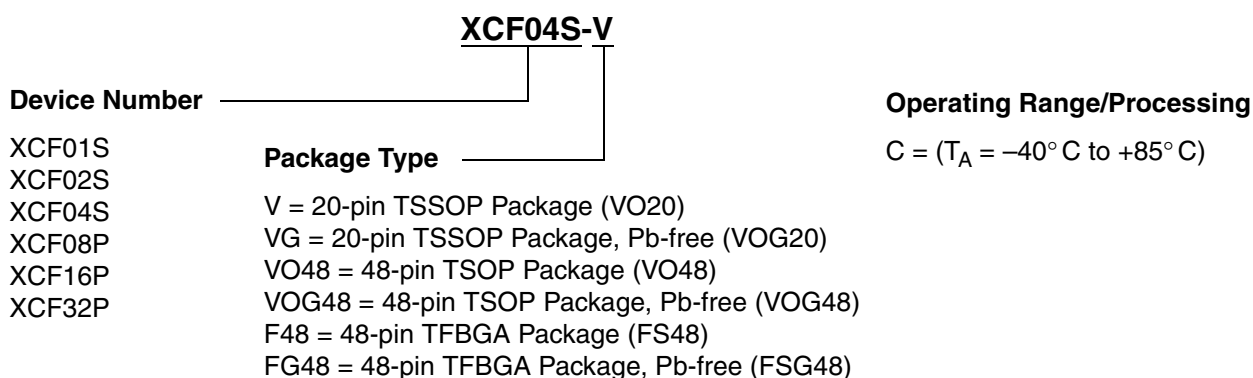 XCF04S-V
Device Number
XCF01S
XCF02S
XCF04S
XCF08P
XCF16P
XCF32P
Package Type
V = 20-pin TSSOP Package (VO20)
VG = 20-pin TSSOP Package, Pb-free (VOG20)
VO48 = 48-pin TSOP Package (VO48)
VOG48 = 48-pin TSOP Package, Pb-free (VOG48)
F48 = 48-pin TFBGA Package (FS48)
FG48 = 48-pin TFBGA Package, Pb-free (FSG48)
Operating Range/Processing
C = (TA = –40° C to +85° C)